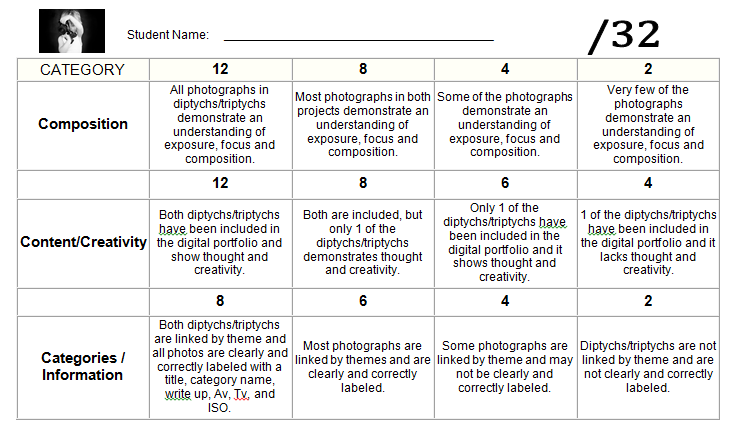 Student Name:
/32
CATEGORY 12 8 4 2
Composition
All photographs in
diptychs/triptychs
demonstrate an
understanding of
exposure, focus and
composition.
Most photographs in both
projects demonstrate an
understanding of
exposure, focus and
composition.
Some of the photographs
demonstrate an
understanding of
exposure, focus and
composition.
Very few of the
photographs
demonstrate an
understanding of
exposure, focus and
composition.
12 8 6 4
Content/Creativity
Both diptychs/triptychs
have been included in
the digital portfolio and
show thought and
creativity.
Both are included, but
only 1 of the
diptychs/triptychs
demonstrates thought
and creativity.
Only 1 of the
diptychs/triptychs have
been included in the
digital portfolio and it
shows thought and
creativity.
1 of the diptychs/triptychs
have been included in
the digital portfolio and it
lacks thought and
creativity.
8 6 4 2
Categories /
Information
Both diptychs/triptychs
are linked by theme and
all photos are clearly and
correctly labeled with a
title, category name,
write up, Av, Tv, and
ISO.
Most photographs are
linked by themes and are
clearly and correctly
labeled.
Some photographs are
linked by theme and may
not be clearly and
correctly labeled.
Diptychs/triptychs are not
linked by theme and are
not clearly and correctly
labeled.